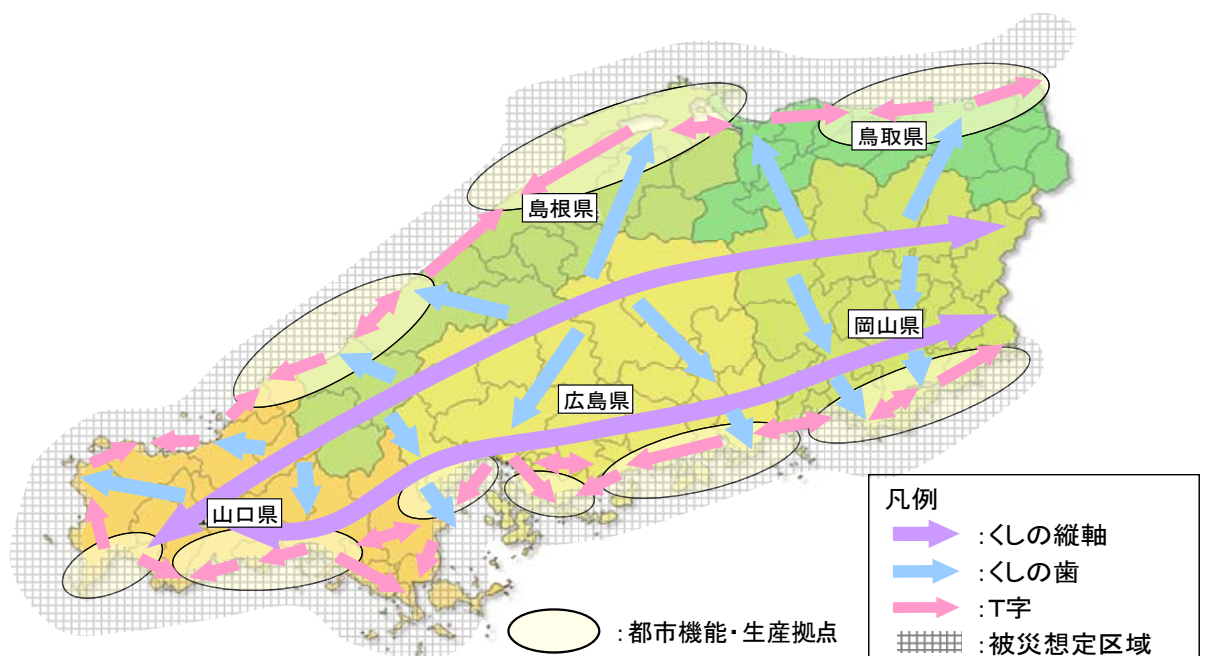 鳥取県
島根県
岡山県
広島県
山口県
凡例
:くしの縦軸
:くしの歯
:T字
:都市機能・生産拠点
:被災想定区域